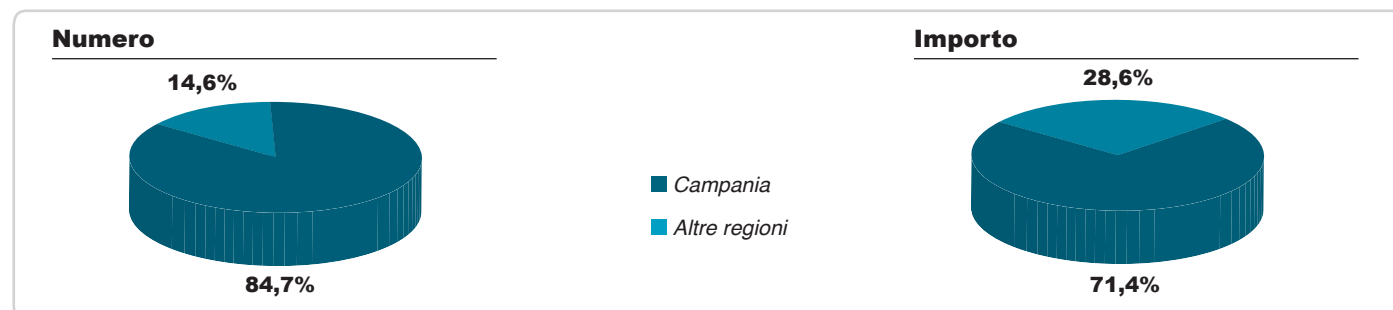 Numero
14,6%
84,7%
Campania
Altre regioni
Importo
28,6%
71,4%